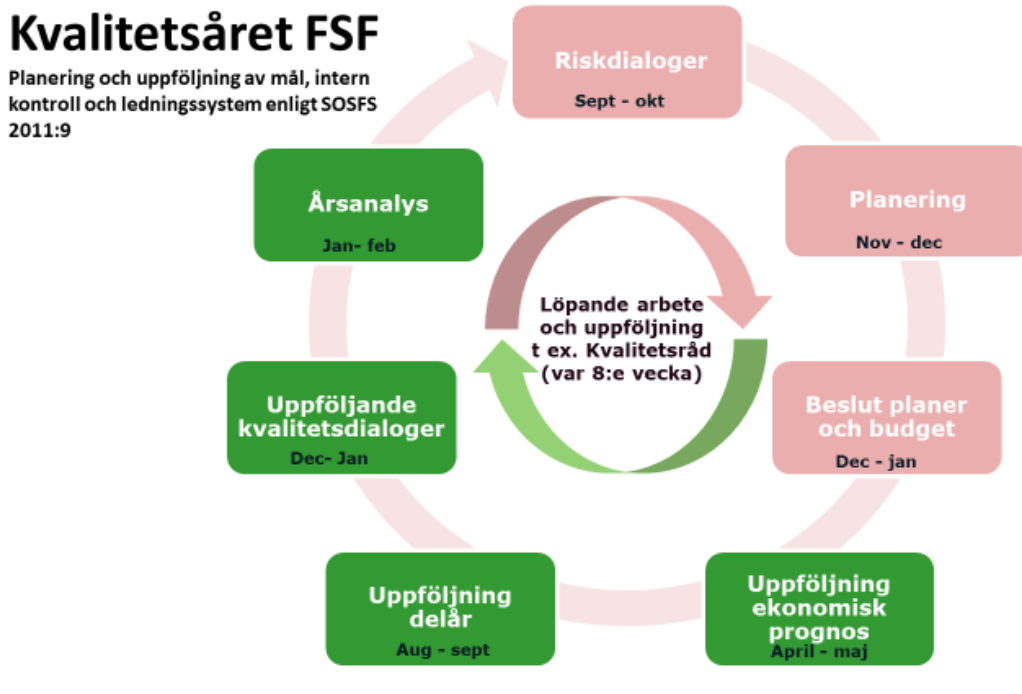 Kvalitetsåret FSF
Planering och uppföljning av mål, intern
kontroll och ledningssystem enligt SOSFS
2011:9
Riskdialoger
Sept - okt
Planering
Nov - dec
Beslut planer
och budget
Dec - jan
Uppföljning
ekonomisk
prognos
April - maj
Uppföljning
delår
Aug - sept
Uppföljande
kvalitetsdialoger
Dec- Jan
Årsanalys
Jan- feb
Löpande arbete
och uppföljning
t ex. Kvalitetsråd
(var 8:e vecka)